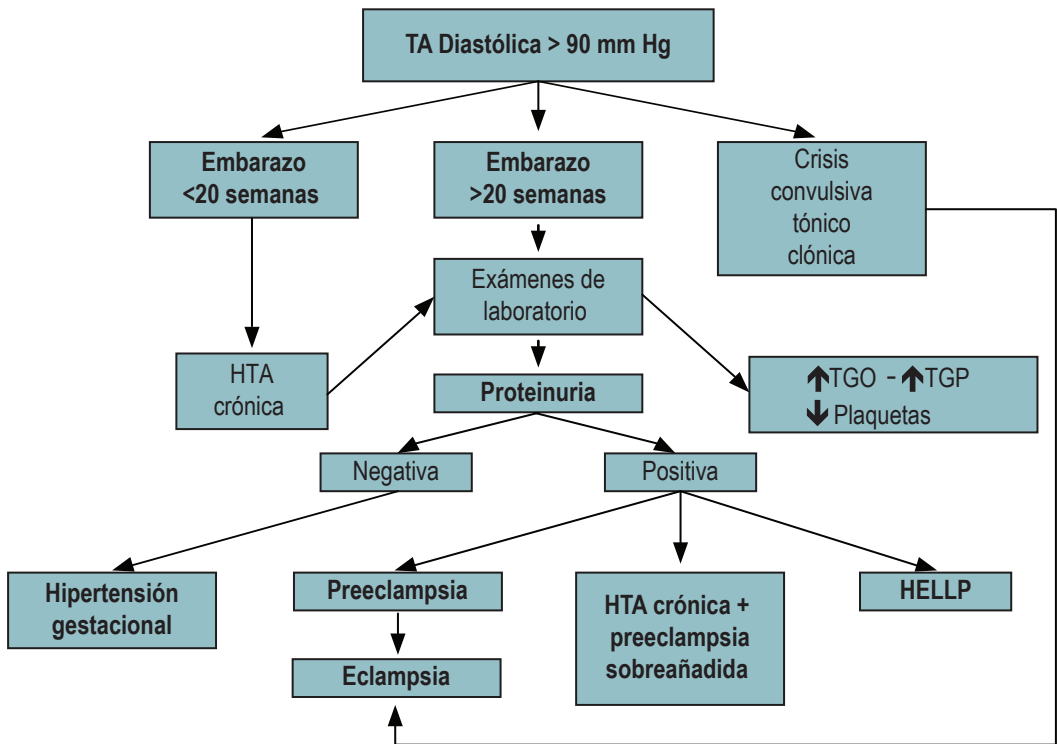 TA Diastólica > 90 mm Hg
Embarazo
<20 semanas
Embarazo
>20 semanas
Crisis
convulsiva
tónico
clónica
Exámenes de
laboratorio
HTA
crónica
Proteinuria
↑TGO - ↑TGP
↓ Plaquetas
Negativa
Positiva
Hipertensión
gestacional
Preeclampsia
HTA crónica +
preeclampsia
sobreañadida
HELLP
Eclampsia